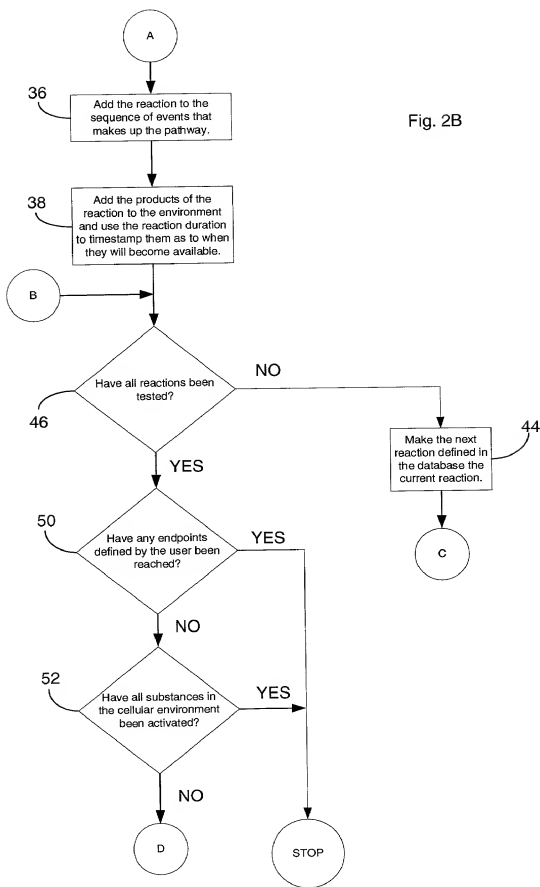 A
36
Add the reaction to the
sequence of events that
makes up the pathway.
Fig. 2B
38
Add the products of the
reaction to the environment
and use the reaction duration
to timestamp them as to when
they will become available.
B
Have all reactions been
tested?
46
NO
YES
Make the next
reaction defined in
the database the
current reaction.
44
C
50
Have any endpoints
defined by the user been
reached?
YES
NO
52
Have all substances in
the cellular environment
been activated?
YES
NO
D
STOP